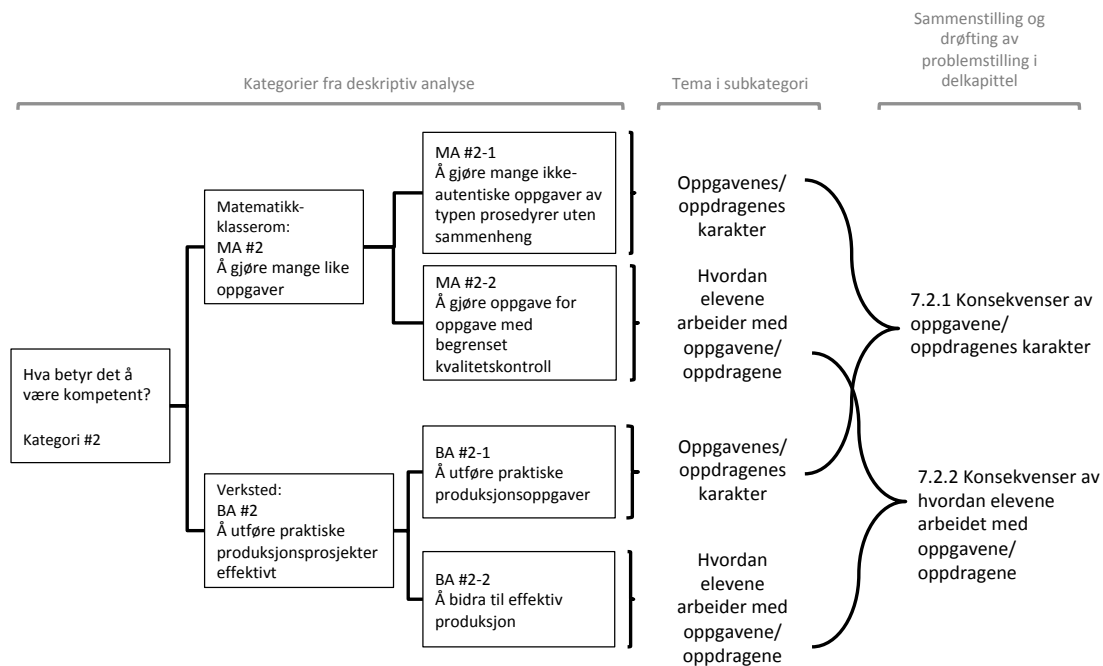 Sammenstilling og
drøfting av
problemstilling i
delkapittel
Kategorier fra deskriptiv analyse
Tema i subkategori
MA #2-1
Å gjøre mange ikke-
autentiske oppgaver av
typen prosedyrer uten
sammenheng
Oppgavenes/
oppdragenes
karakter
Matematikk-
klasserom:
MA #2
Å gjøre mange like
oppgaver
MA #2-2
Å gjøre oppgave for
oppgave med
begrenset
kvalitetskontroll
Hvordan
elevene
arbeider med
oppgavene/
oppdragene
7.2.1 Konsekvenser av
oppgavene/
oppdragenes karakter
Hva betyr det å
være kompetent?
Kategori #2
BA #2-1
Å utføre praktiske
produksjonsoppgaver
Oppgavenes/
oppdragenes
karakter
7.2.2 Konsekvenser av
hvordan elevene
arbeidet med
oppgavene/
oppdragene
Verksted:
BA #2
Å utføre praktiske
produksjonsprosjekter
effektivt
BA #2-2
Å bidra til effektiv
produksjon
Hvordan
elevene
arbeider med
oppgavene/
oppdragene